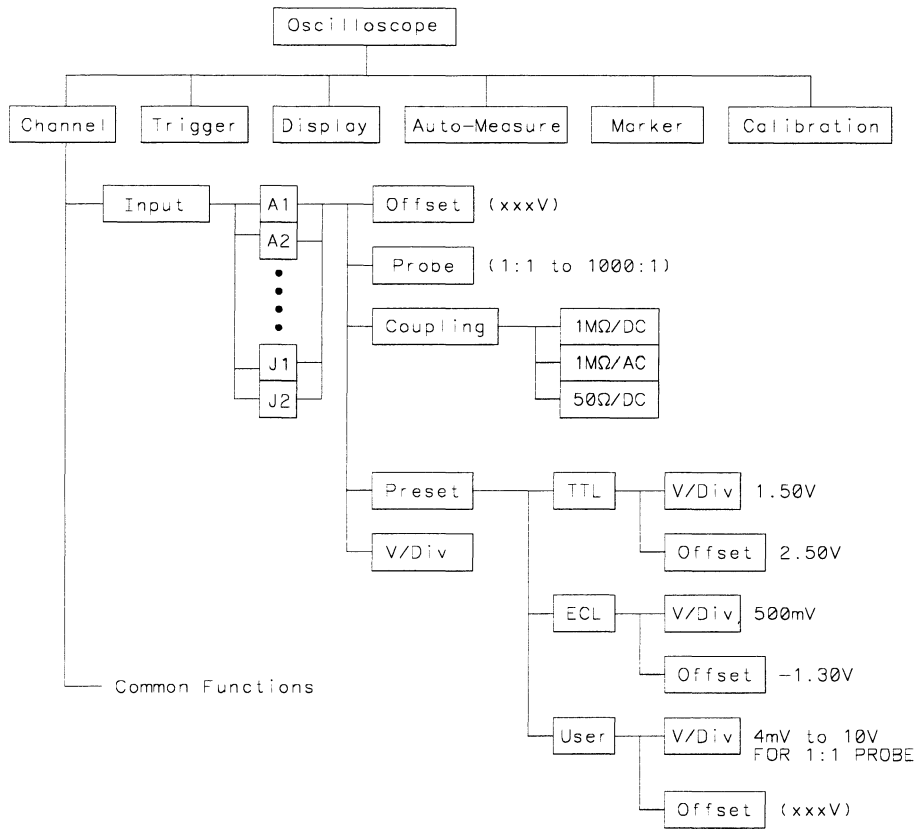 Oscilloscope
Channel
Trigger
Display
Auto-Measure
Marker
Calibration
Input
A1
Offset (xxxV)
A2
Probe (1:1 to 1000:1)
Coupling
1MΩ/DC
1MΩ/AC
J1
J2
50Ω/DC
Preset
TTL
V/Div 1.50V
V/Div
Offset 2.50V
ECL
V/Div 500mV
Offset -1.30V
Common Functions
User
V/Div 4mV to 10V
FOR 1:1 PROBE
Offset (xxxV)